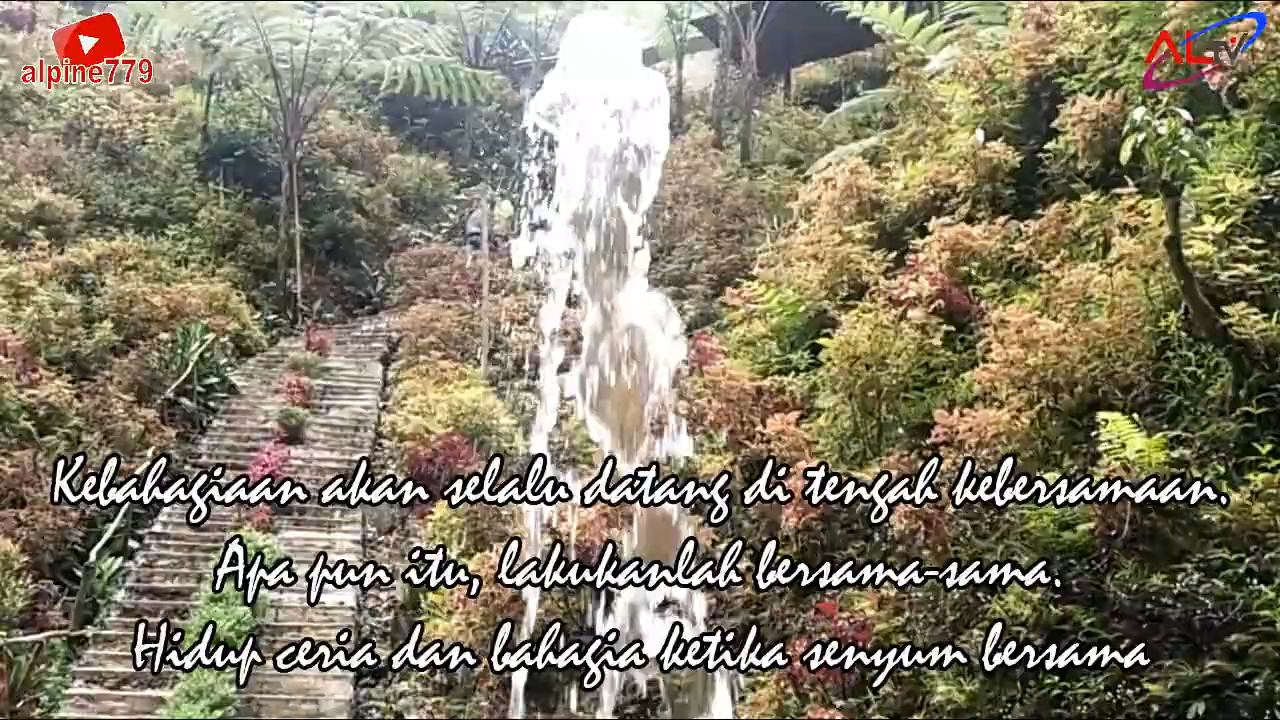 alpine779
ALTV
Kebahagiaan akan selalu datang di tengah kebersamaan.
Apa pun itu, lakukanlah bersama-sama.
Hidup ceria dan bahagia ketika senyum bersama